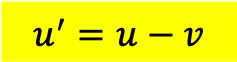 u′ = u − v